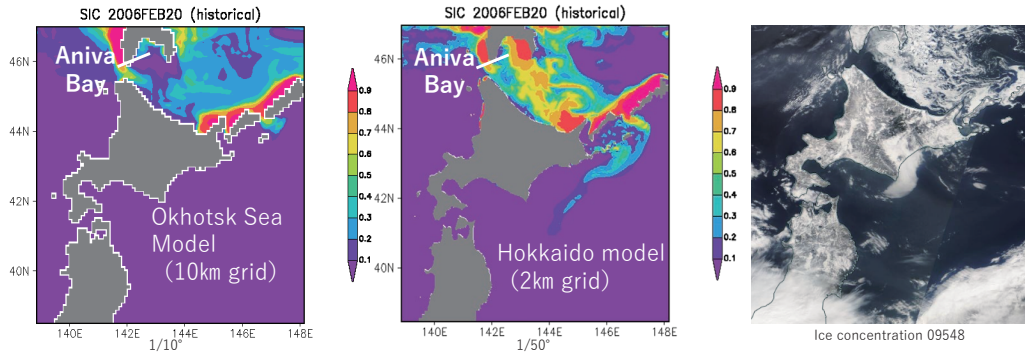 SIC 2006FEB20 (historical)
46N
44N
42N
40N
Aniva
Bay
Okhotsk Sea
Model
(10km grid)
140E 142E 144E 146E 148E
1/10°
0.9
0.8
0.7
0.6
0.5
0.4
0.3
0.2
0.1
SIC 2006FEB20 (historical)
46N
44N
42N
40N
Aniva
Bay
Hokkaido model
(2km grid)
140E 142E 144E 146E 148E
1/50°
0.9
0.8
0.7
0.6
0.5
0.4
0.3
0.2
0.1
Ice concentration 09548